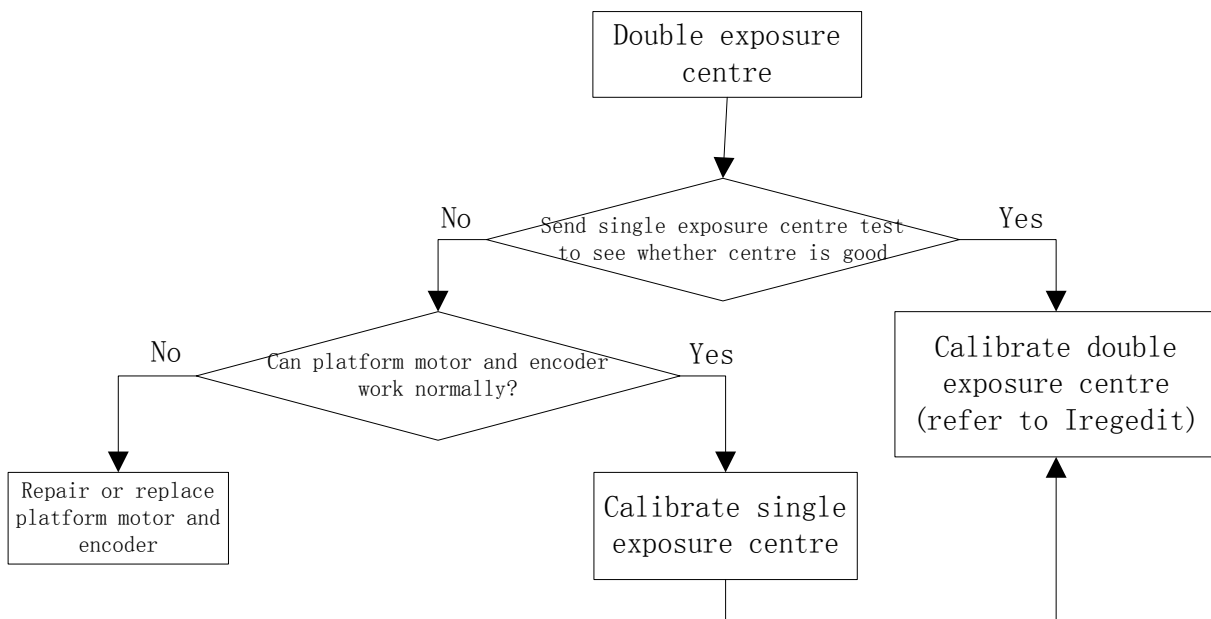 Double exposure
centre
No
Send single exposure centre test
to see whether centre is good
Yes
No
Can platform motor and encoder
work normally?
Yes
Calibrate double
exposure centre
(refer to Iregedit)
Repair or replace
platform motor and
encoder
Calibrate single
exposure centre